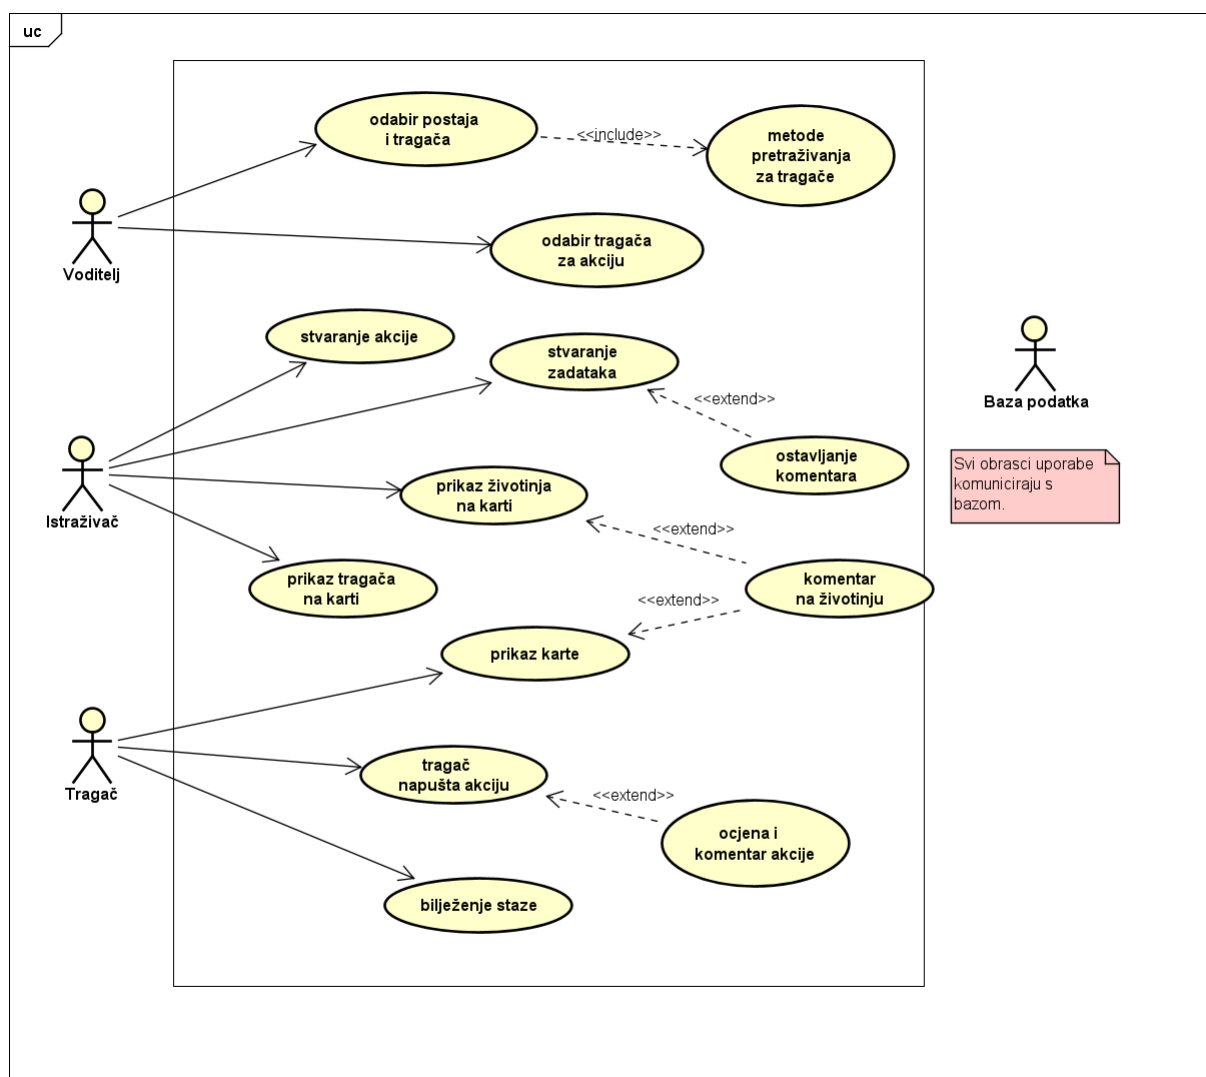 uc
odabir postaja
i tragača
<<include>>
metode
pretraživanja
za tragače
Voditelj
odabir tragača
za akciju
stvaranje akcije
stvaranje
zadataka
<<extend>>
Baza podatka
ostavljanje
komentara
Svi obrasci uporabe
komuniciraju s
bazom.
Istraživač
prikaz životinja
na karti
<<extend>>
prikaz tragača
na karti
komentar
na životinju
<<extend>>
prikaz karte
Tragač
tragač
napušta akciju
<<extend>>
ocjena i
komentar akcije
bilježenje staze